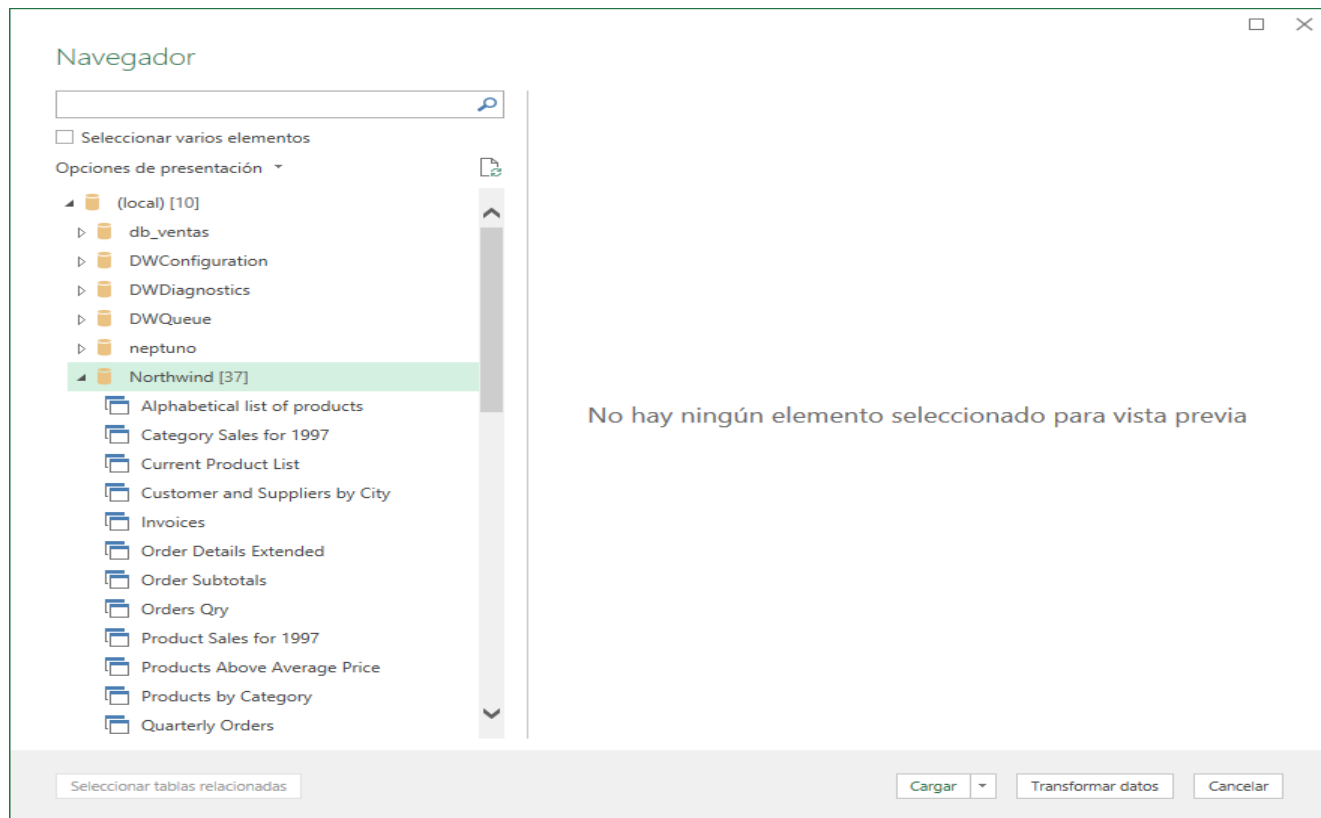 Navegador
Seleccionar varios elementos
Opciones de presentación
(local) [10]
db_ventas
DWConfiguration
DWDiagnostics
DWQueue
neptuno
Northwind [37]
Alphabetical list of products
Category Sales for 1997
Current Product List
Customer and Suppliers by City
Invoices
Order Details Extended
Order Subtotals
Orders Qry
Product Sales for 1997
Products Above Average Price
Products by Category
Quarterly Orders
No hay ningún elemento seleccionado para vista previa
Seleccionar tablas relacionadas
Cargar
Transformar datos
Cancelar